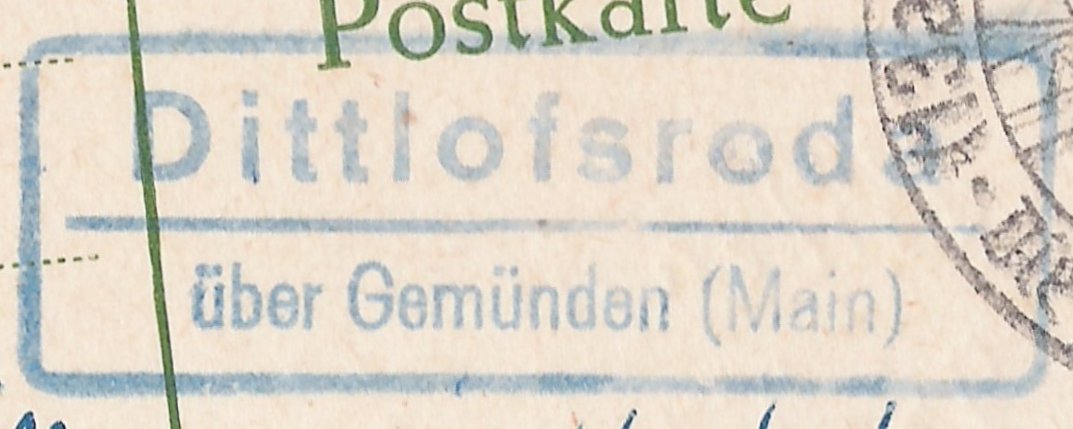 Postkarte
Dittlofsroda
über Gemünden (Main)